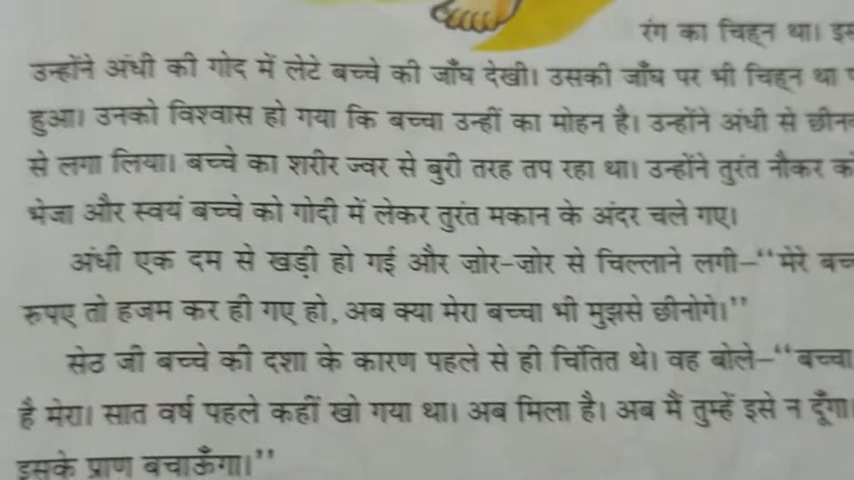 रंग का चिह्न था। इस
उन्होंने अंधी की गोद में लेटे बच्चे की जाँघ देखी। उसकी जाँघ पर भी चिह्न था
हुआ। उनको विश्वास हो गया कि बच्चा उन्हीं का मोहन है। उन्होंने अंधी से छीन
से लगा लिया। बच्चे का शरीर ज्वर से बुरी तरह तप रहा था। उन्होंने तुरंत नौकर को
भेजा और स्वयं बच्चे को गोदी में लेकर तुरंत मकान के अंदर चले गए।
अंधी एक दम से खड़ी हो गई और ज़ोर-ज़ोर से चिल्लाने लगी–“मेरे बच
रुपए तो हजम कर ही गए हो, अब क्या मेरा बच्चा भी मुझसे छीनोगे।”
सेठ जी बच्चे की दशा के कारण पहले से ही चिंतित थे। वह बोले–“बच्चा
है मेरा। सात वर्ष पहले कहीं खो गया था। अब मिला है। अब मैं तुम्हें इसे न दूँगा।
इसके प्राण बचाऊँगा।”